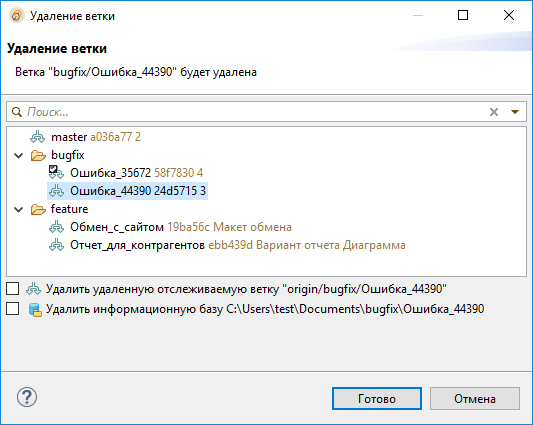 Удаление ветки
Удаление ветки
Ветка "bugfix/Ошибка_44390" будет удалена
Поиск...
master a036a77 2
bugfix
Ошибка_35672 58f7830 4
Ошибка_44390 24d5715 3
feature
Обмен_с_сайтом 19ba56c Макет обмена
Отчет_для_контрагентов ebb439d Вариант отчета Диаграмма
Удалить удаленную отслеживаемую ветку "origin/bugfix/Ошибка_44390"
Удалить информационную базу C:\Users\test\Documents\bugfix\Ошибка_44390
? Готово Отмена